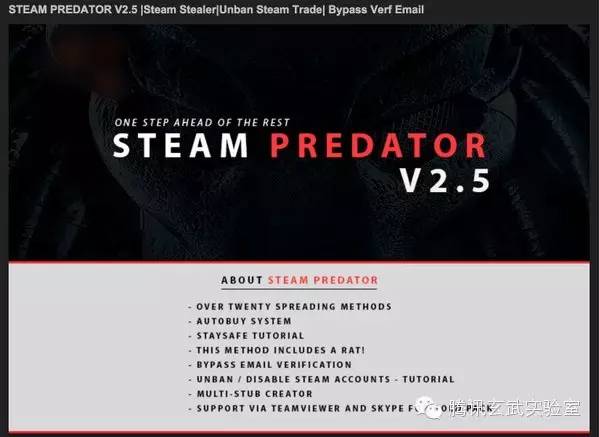 STEAM PREDATOR V2.5 |Steam Stealer|Unban Steam Trade| Bypass Verf Email
ONE STEP AHEAD OF THE REST
STEAM PREDATOR
V2.5
ABOUT STEAM PREDATOR
- OVER TWENTY SPREADING METHODS
- AUTOBUY SYSTEM
- STAYSAFE TUTORIAL
- THIS METHOD INCLUDES A RAT!
- BYPASS EMAIL VERIFICATION
- UNBAN / DISABLE STEAM ACCOUNTS - TUTORIAL
- MULTI-STUB CREATOR
- SUPPORT VIA TEAMVIEWER AND SKYPE
腾讯玄武实验室